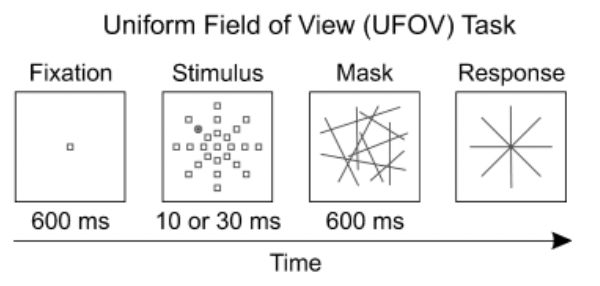 Uniform Field of View (UFOV) Task
Fixation Stimulus Mask Response
600 ms 10 or 30 ms 600 ms
Time